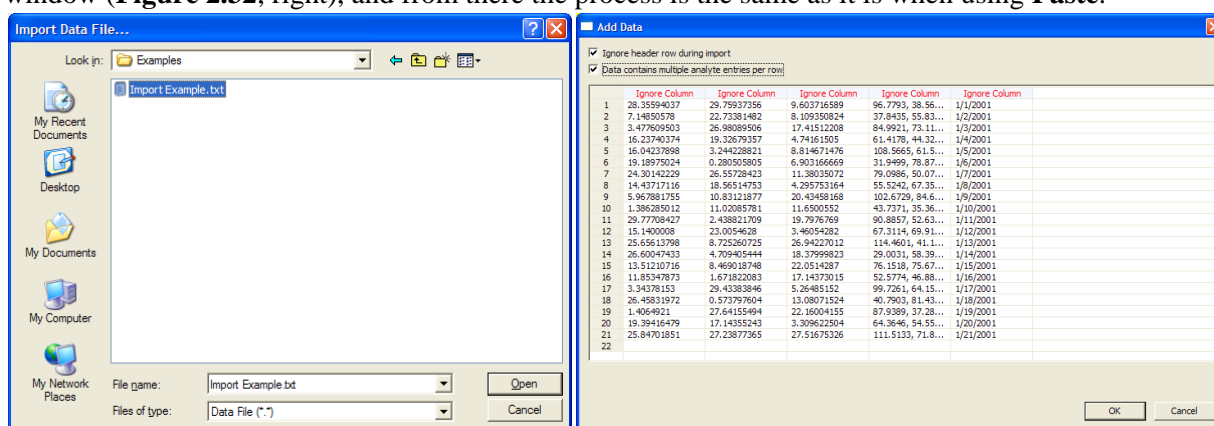 window (Figure 2.32, right), and from there the process is the same as it is when using Paste.
Import Data File...
Look in: Examples
Import Example.txt
My Recent
Documents
Desktop
My Documents
My Computer
My Network
Places
File name: Import Example.txt Open
Files of type: Data File (*.*) Cancel
Add Data
Ignore header row during import
Data contains multiple analyte entries per row
Ignore Column Ignore Column Ignore Column Ignore Column Ignore Column
1 28.35594037 29.75937356 9.603716589 96.7793, 38.56... 1/1/2001
2 7.14850578 22.73381482 8.109350824 37.8435, 55.83... 1/2/2001
3 3.477609503 26.98089506 17.41512208 84.9921, 73.11... 1/3/2001
4 16.23740374 19.32679357 4.74161505 61.4178, 44.32... 1/4/2001
5 16.04237898 3.244228821 8.814671476 108.5665, 61.5... 1/5/2001
6 19.18975024 0.280505805 6.903166669 31.9499, 78.87... 1/6/2001
7 24.30142229 26.55728423 11.38035072 79.0986, 50.07... 1/7/2001
8 14.43717116 18.56514753 4.295753164 55.5242, 67.35... 1/8/2001
9 5.967881755 10.83121877 20.43458168 102.6729, 84.6... 1/9/2001
10 1.386285012 11.02085781 11.6500552 43.7371, 35.36... 1/10/2001
11 29.77708427 2.438821709 19.7976769 90.8857, 52.63... 1/11/2001
12 15.1400008 23.0054628 3.46054282 67.3114, 69.91... 1/12/2001
13 25.65613798 8.725260725 26.94227012 114.4601, 41.1... 1/13/2001
14 26.60047433 4.709405444 18.37999823 29.0031, 58.39... 1/14/2001
15 13.51210716 8.469018748 22.0514287 76.1518, 75.67... 1/15/2001
16 11.85347873 1.671822083 17.14373015 52.5774, 46.88... 1/16/2001
17 3.34378153 29.43383846 5.26485152 99.7261, 64.15... 1/17/2001
18 26.45831972 0.573797604 13.08071524 40.7903, 81.43... 1/18/2001
19 1.4064921 27.64155494 22.16004155 87.9389, 37.28... 1/19/2001
20 19.39416479 17.14355243 3.309622504 64.3646, 54.55... 1/20/2001
21 25.84701851 27.23877365 27.51675326 111.5133, 71.8... 1/21/2001
22
OK Cancel